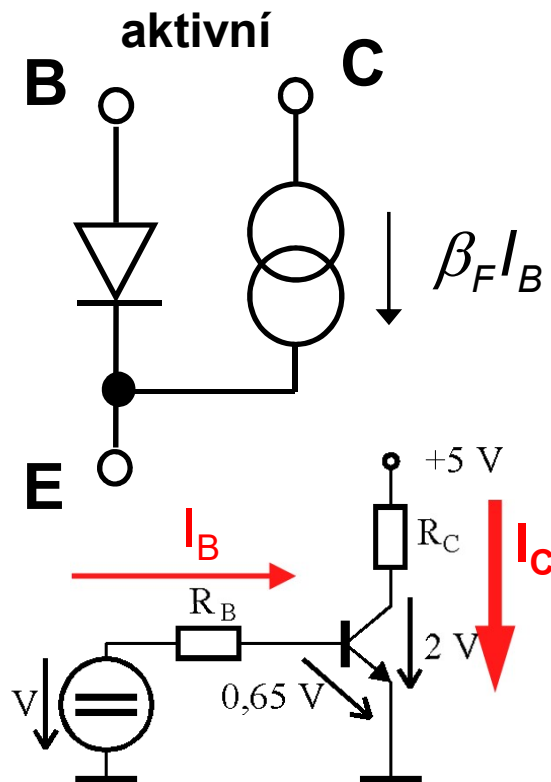 aktivní
B
C
β_F I_B
E
+5 V
I_B
R_C
I_C
R_B
2 V
V
0,65 V